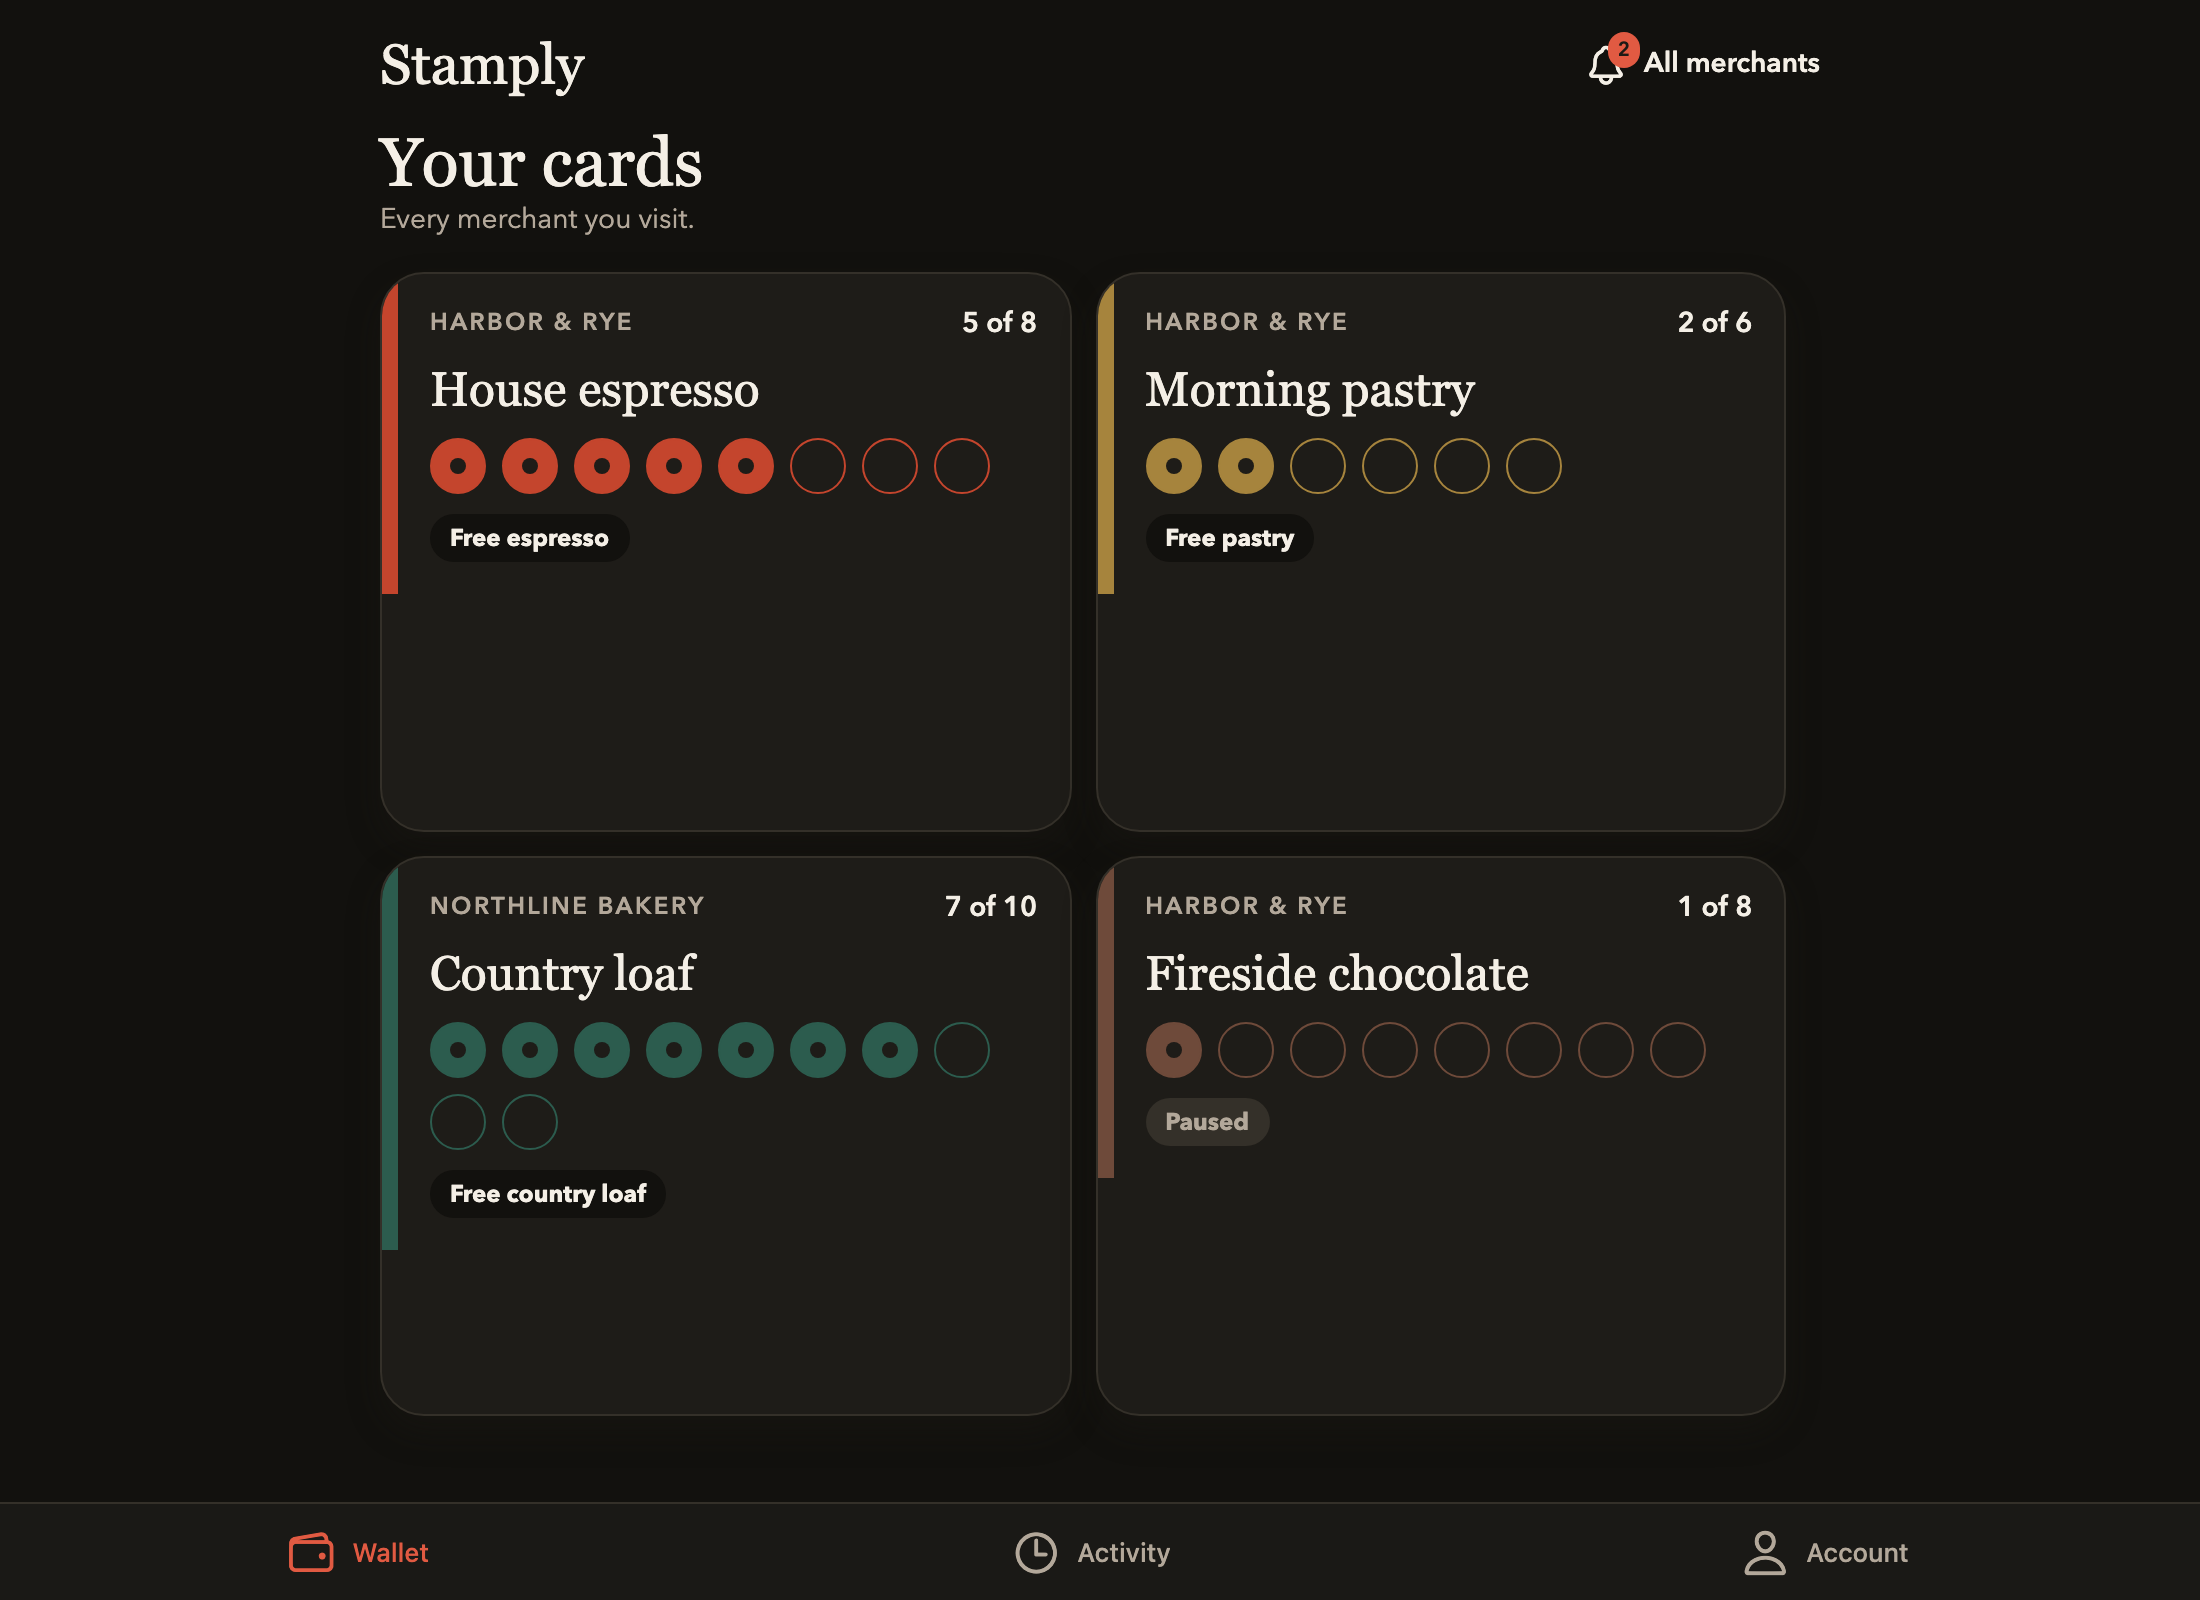 Stamply
2
All merchants
Your cards
Every merchant you visit.
HARBOR & RYE
5 of 8
House espresso
Free espresso
HARBOR & RYE
2 of 6
Morning pastry
Free pastry
NORTHLINE BAKERY
7 of 10
Country loaf
Free country loaf
HARBOR & RYE
1 of 8
Fireside chocolate
Paused
Wallet
Activity
Account